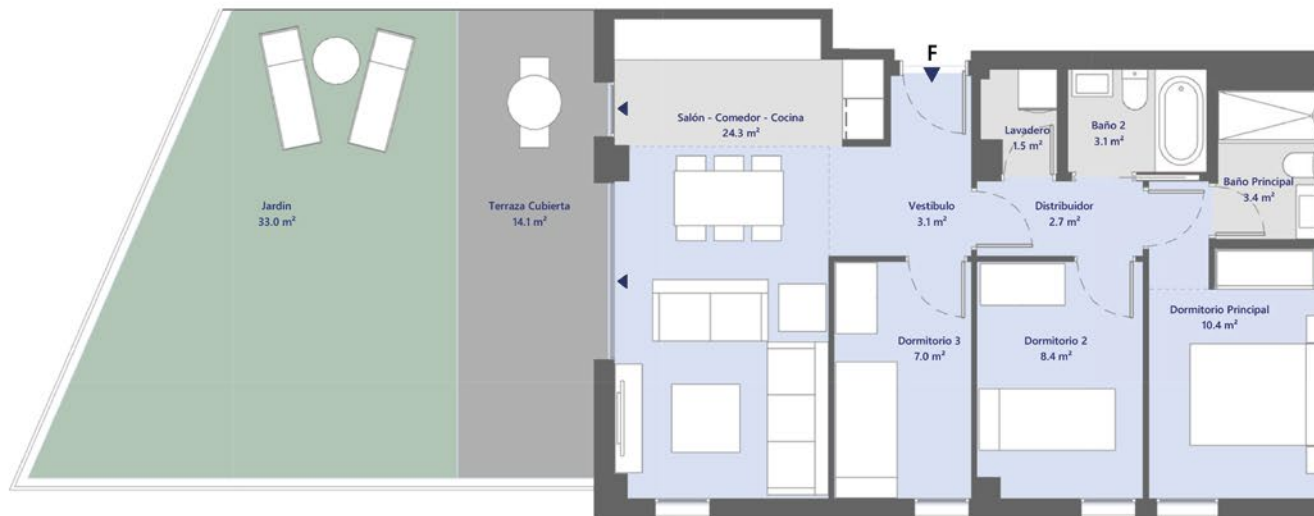 F
Salón - Comedor - Cocina
24.3 m²
Lavadero
1.5 m²
Baño 2
3.1 m²
Baño Principal
3.4 m²
Jardin
33.0 m²
Terraza Cubierta
14.1 m²
Vestíbulo
3.1 m²
Distribuidor
2.7 m²
Dormitorio Principal
10.4 m²
Dormitorio 3
7.0 m²
Dormitorio 2
8.4 m²